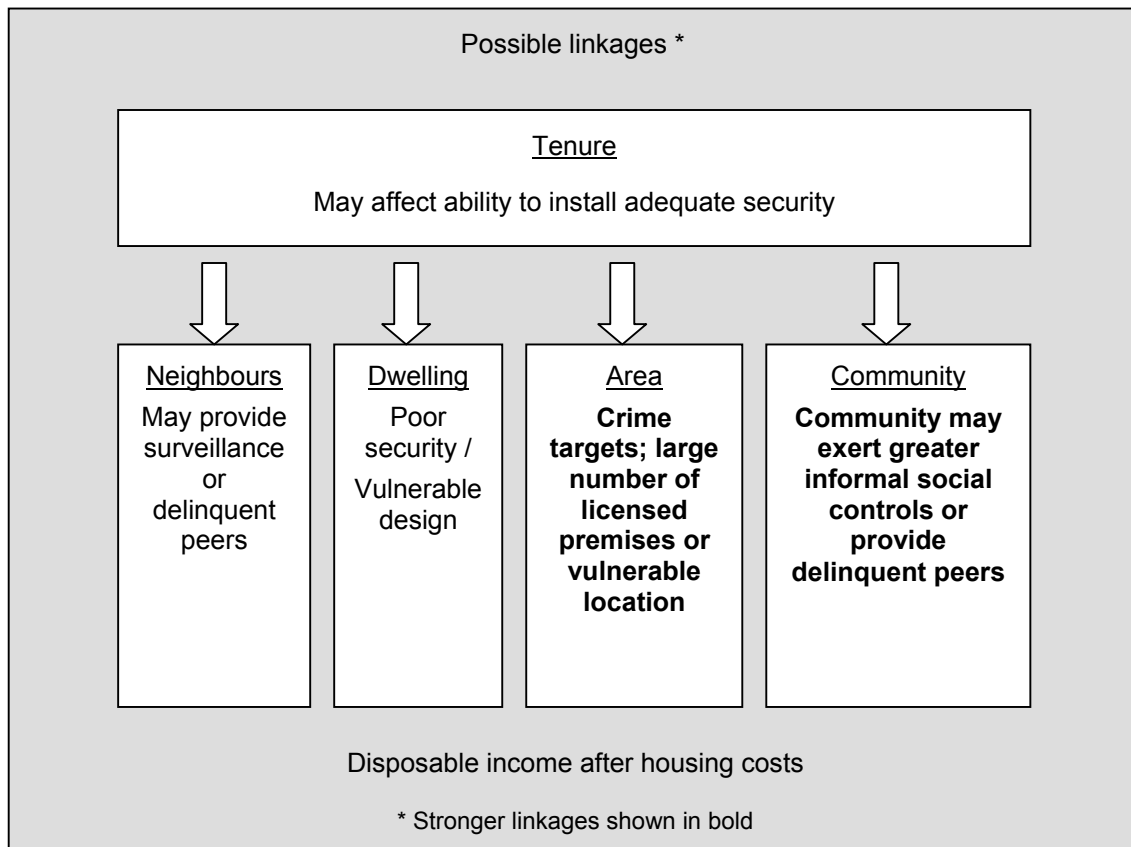 Possible linkages *
Tenure
May affect ability to install adequate security
Neighbours
May provide
surveillance
or
delinquent
peers
Dwelling
Poor
security /
Vulnerable
design
Area
Crime
targets; large
number of
licensed
premises or
vulnerable
location
Community
Community may
exert greater
informal social
controls or
provide
delinquent peers
Disposable income after housing costs
* Stronger linkages shown in bold